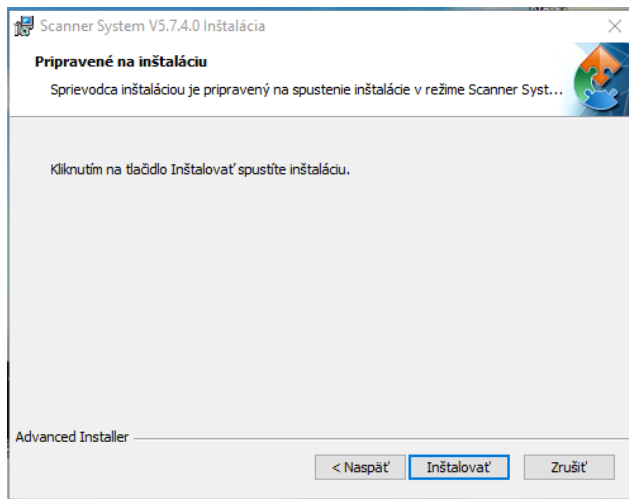 Scanner System V5.7.4.0 Inštalácia
Pripravené na inštaláciu
Sprievodca inštaláciou je pripravený na spustenie inštalácie v režime Scanner Syst...
Kliknutím na tlačidlo Inštalovať spustíte inštaláciu.
Advanced Installer
< Naspäť Inštalovať Zrušiť